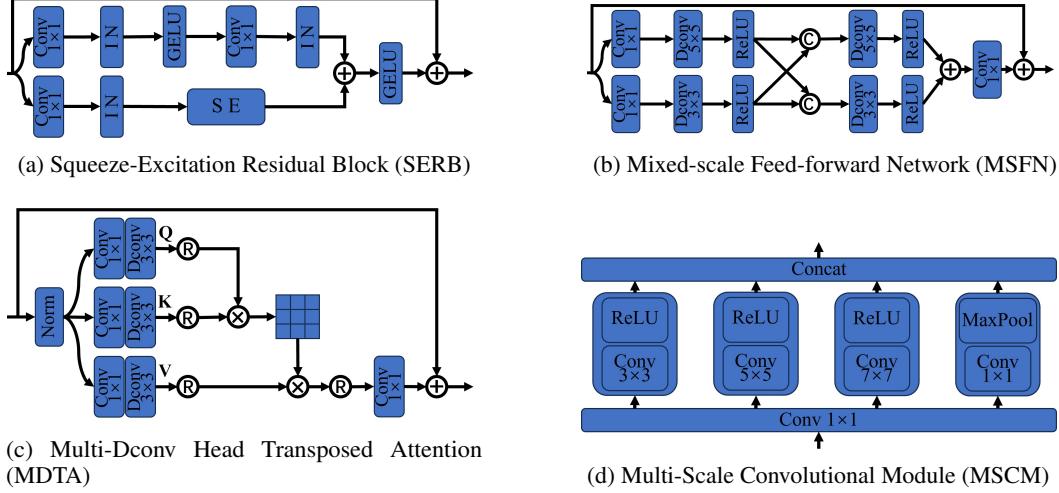 Conv
1×1
IN
GELU
Conv
1×1
IN
GELU
Conv
1×1
IN
SE
(a) Squeeze-Excitation Residual Block (SERB)
Conv
1×1
Dconv
5×5
ReLU
C
Dconv
5×5
ReLU
Conv
1×1
Conv
1×1
Dconv
3×3
ReLU
C
Dconv
3×3
ReLU
(b) Mixed-scale Feed-forward Network (MSFN)
Norm
Conv
1×1
Dconv
3×3
Q
R
Conv
1×1
Dconv
3×3
K
R
Conv
1×1
Dconv
3×3
V
R
R
Conv
1×1
(c) Multi-Dconv Head Transposed Attention
(MDTA)
Concat
ReLU
ReLU
ReLU
MaxPool
Conv
3×3
Conv
5×5
Conv
7×7
Conv
1×1
Conv 1×1
(d) Multi-Scale Convolutional Module (MSCM)